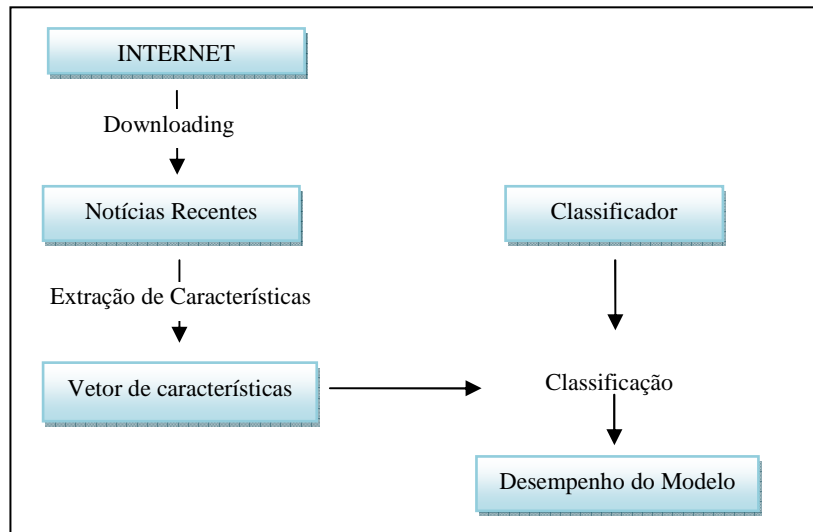 INTERNET
Downloading
Notícias Recentes
Classificador
Extração de Características
Vetor de características
Classificação
Desempenho do Modelo